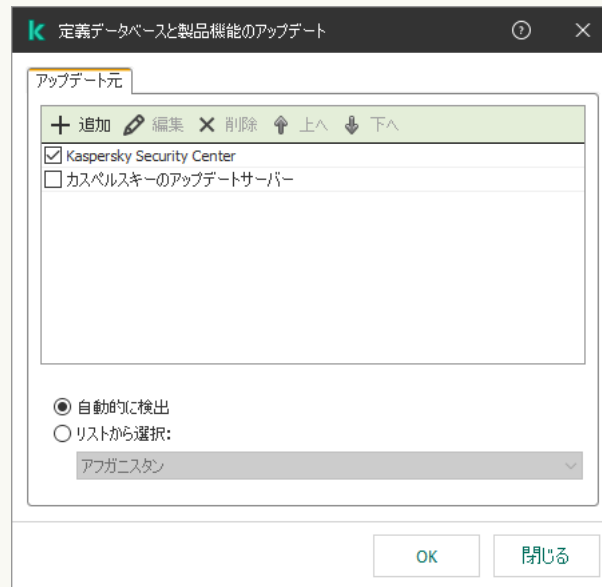 定義データベースと製品機能のアップデート
アップデート元
追加 編集 削除 上へ 下へ
Kaspersky Security Center
カスペルスキーのアップデートサーバー
自動的に検出
リストから選択:
アフガニスタン
OK 閉じる